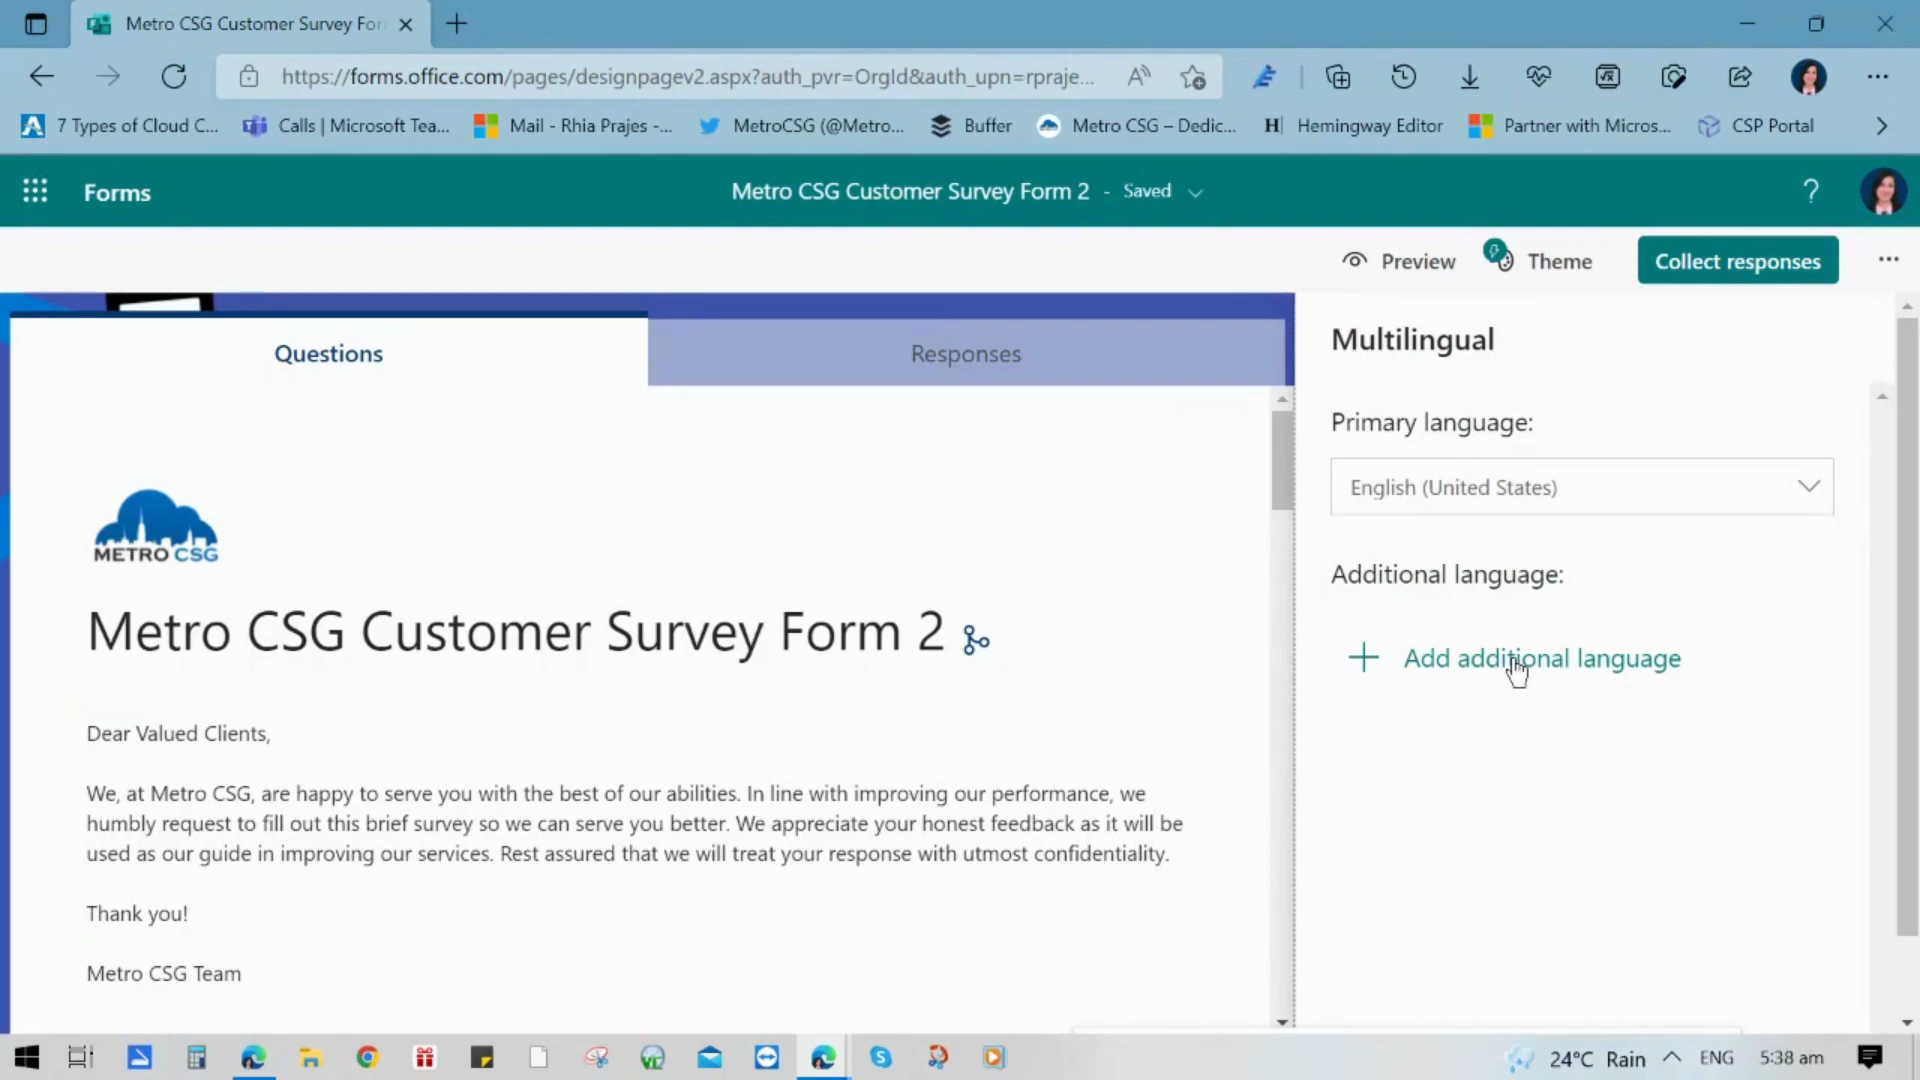 Metro CSG Customer Survey For
https://forms.office.com/pages/designpagev2.aspx?auth_pvr=OrgId&auth_upn=rpraje...
7 Types of Cloud C...
Calls | Microsoft Tea...
Mail - Rhia Prajes -...
MetroCSG (@Metro...
Buffer
Metro CSG – Dedic...
Hemingway Editor
Partner with Micros...
CSP Portal
Forms
Metro CSG Customer Survey Form 2 - Saved
?
Preview
Theme
Collect responses
Questions
Responses
Multilingual
Primary language:
English (United States)
Additional language:
Add additional language
METRO CSG
Metro CSG Customer Survey Form 2
Dear Valued Clients,
We, at Metro CSG, are happy to serve you with the best of our abilities. In line with improving our performance, we
humbly request to fill out this brief survey so we can serve you better. We appreciate your honest feedback as it will be
used as our guide in improving our services. Rest assured that we will treat your response with utmost confidentiality.
Thank you!
Metro CSG Team
24°C Rain
ENG
5:38 am